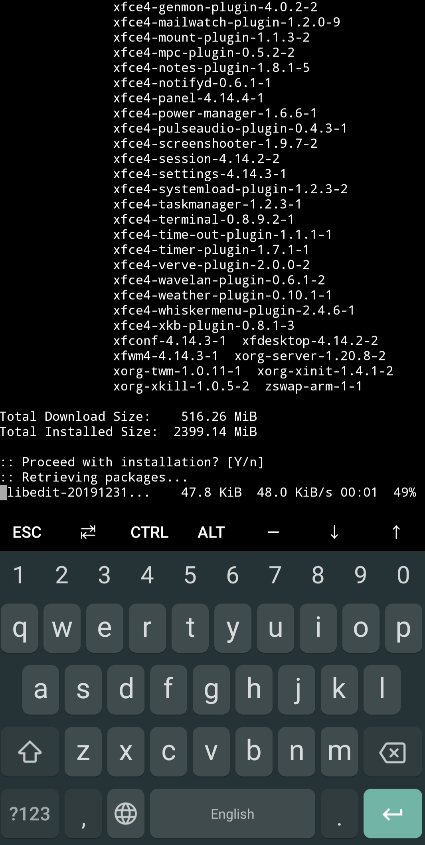 xfce4-genmon-plugin-4.0.2-2
xfce4-mailwatch-plugin-1.2.0-9
xfce4-mount-plugin-1.1.3-2
xfce4-mpc-plugin-0.5.2-2
xfce4-notes-plugin-1.8.1-5
xfce4-notifyd-0.6.1-1
xfce4-panel-4.14.4-1
xfce4-power-manager-1.6.6-1
xfce4-pulseaudio-plugin-0.4.3-1
xfce4-screenshooter-1.9.7-2
xfce4-session-4.14.2-2
xfce4-settings-4.14.3-1
xfce4-systemload-plugin-1.2.3-2
xfce4-taskmanager-1.2.3-1
xfce4-terminal-0.8.9.2-1
xfce4-time-out-plugin-1.1.1-1
xfce4-timer-plugin-1.7.1-1
xfce4-verve-plugin-2.0.0-2
xfce4-wavelan-plugin-0.6.1-2
xfce4-weather-plugin-0.10.1-1
xfce4-whiskermenu-plugin-2.4.6-1
xfce4-xkb-plugin-0.8.1-3
xfconf-4.14.3-1 xfdesktop-4.14.2-2
xfwm4-4.14.3-1 xorg-server-1.20.8-2
xorg-twm-1.0.11-1 xorg-xinit-1.4.1-2
xorg-xkill-1.0.5-2 zswap-arm-1-1
Total Download Size: 516.26 MiB
Total Installed Size: 2399.14 MiB
:: Proceed with installation? [Y/n]
:: Retrieving packages...
libedit-20191231... 47.8 KiB 48.0 KiB/s 00:01 49%
ESC ⇄ CTRL ALT – ↓ ↑
1 2 3 4 5 6 7 8 9 0
q w e r t y u i o p
a s d f g h j k l
z x c v b n m
?123 , English .